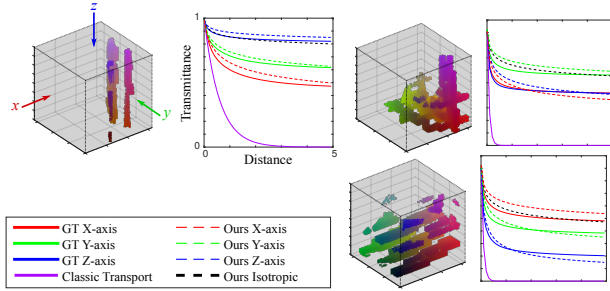 z
x
y
1
Transmittance
0
0
Distance
5
GT X-axis
Ours X-axis
GT Y-axis
Ours Y-axis
GT Z-axis
Ours Z-axis
Classic Transport
Ours Isotropic